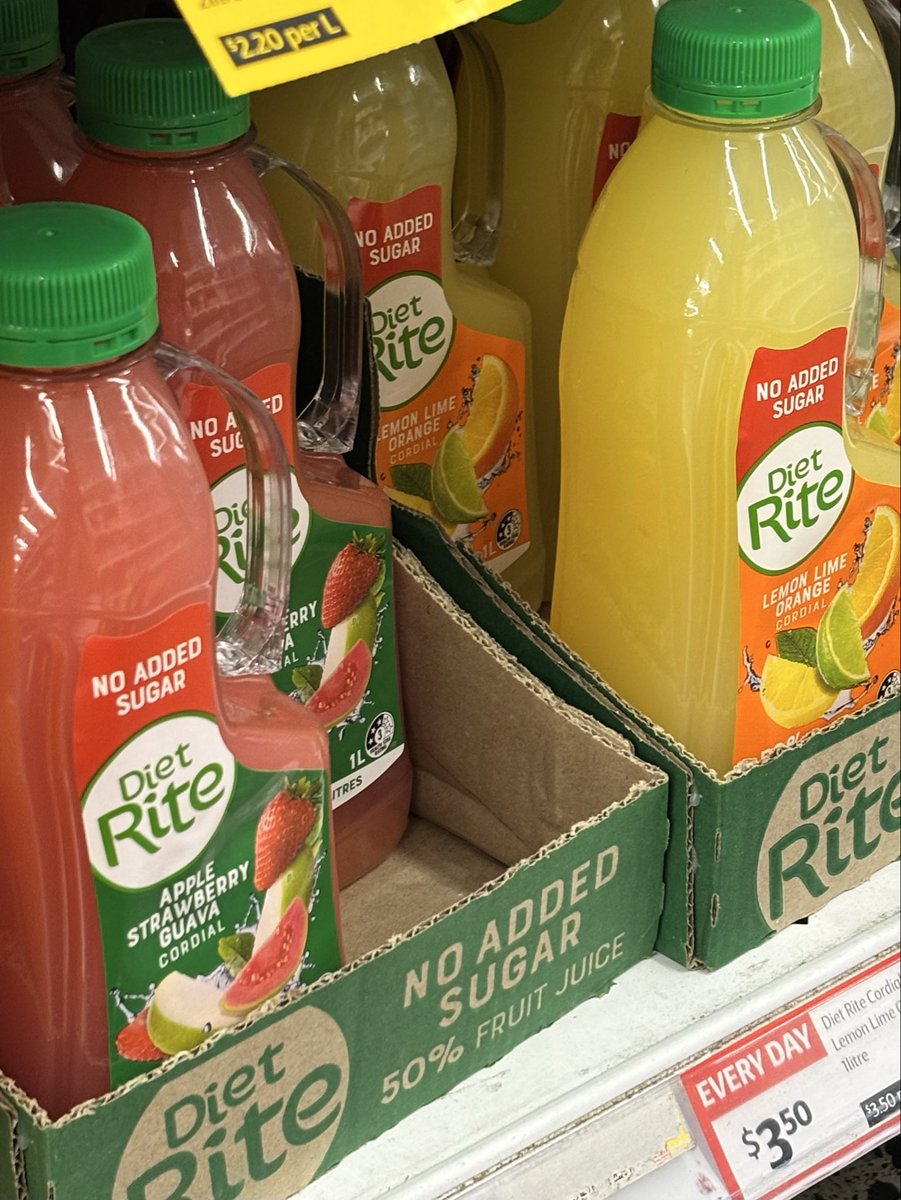 $2.20 per L
NO
NO ADDED
SUGAR
Diet
Rite
LEMON LIME
ORANGE
CORDIAL
1L
NO ADDED
SUGAR
Diet
Rite
LEMON LIME
ORANGE
CORDIAL
NO ADDED
1L
NO ADDED
SUGAR
Diet
Rite
APPLE
STRAWBERRY
GUAVA
CORDIAL
NO ADDED
SUGAR
50% FRUIT JUICE
Diet
Rite
Diet
Rite
EVERY DAY
$3.50
Diet Rite Cordial
Lemon Lime
1litre
$3.50